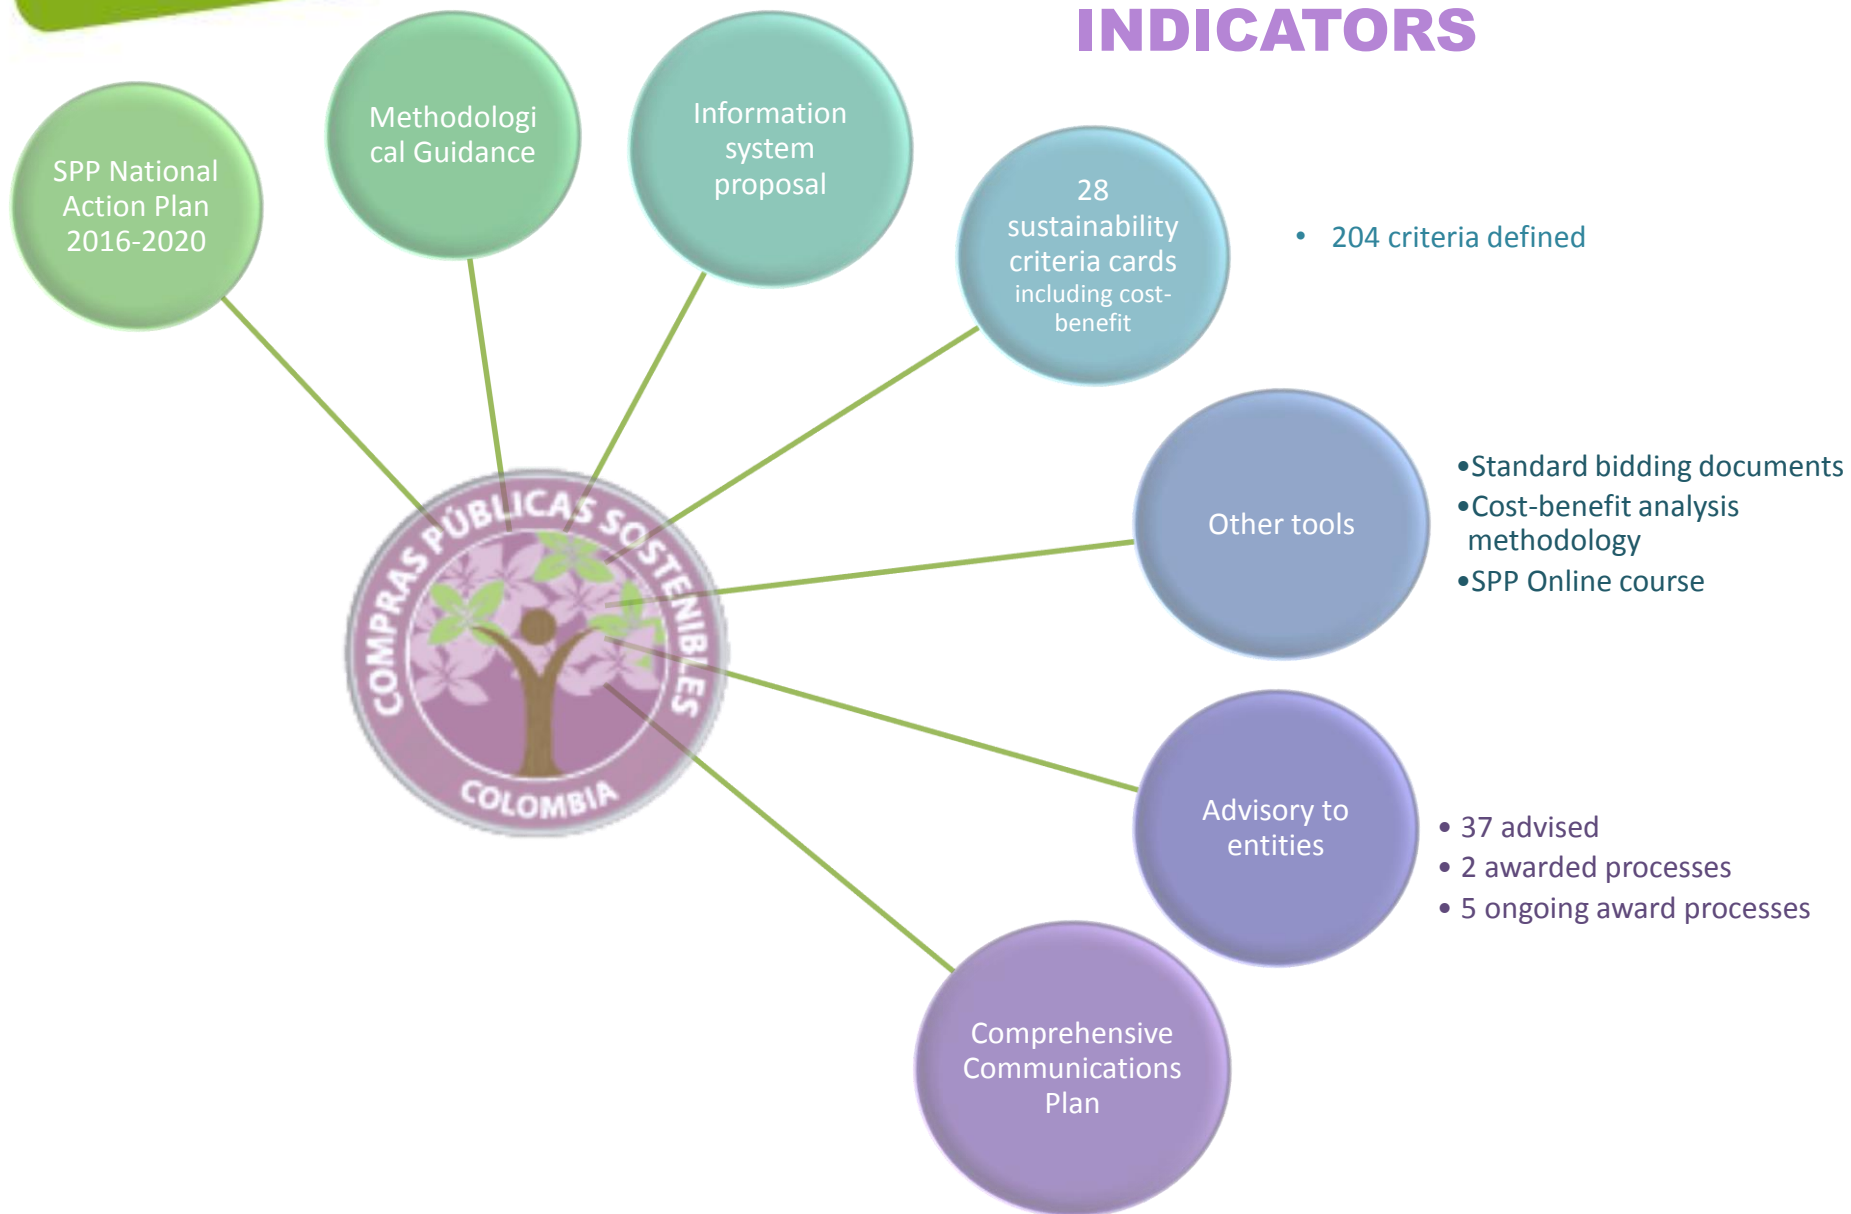 INDICATORS
SPP National
Action Plan
2016-2020
Methodologi
cal Guidance
Information
system
proposal
28
sustainability
criteria cards
including cost-
benefit
• 204 criteria defined
Other tools
•Standard bidding documents
•Cost-benefit analysis
methodology
•SPP Online course
Advisory to
entities
• 37 advised
• 2 awarded processes
• 5 ongoing award processes
Comprehensive
Communications
Plan
COMPRAS PÚBLICAS SOSTENIBLES
COLOMBIA